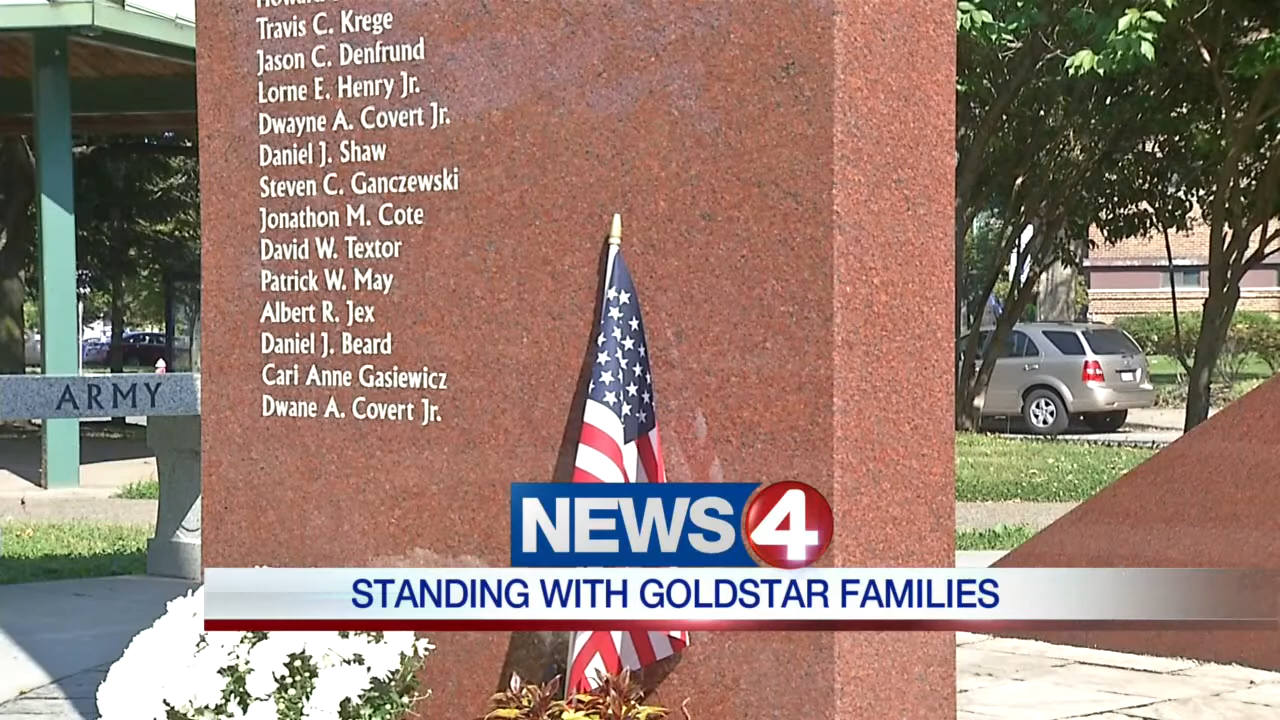 Howard
Travis C. Krege
Jason C. Denfrund
Lorne E. Henry Jr.
Dwayne A. Covert Jr.
Daniel J. Shaw
Steven C. Ganczewski
Jonathon M. Cote
David W. Textor
Patrick W. May
Albert R. Jex
Daniel J. Beard
Cari Anne Gasiewicz
Dwane A. Covert Jr.
ARMY
NEWS 4
STANDING WITH GOLDSTAR FAMILIES